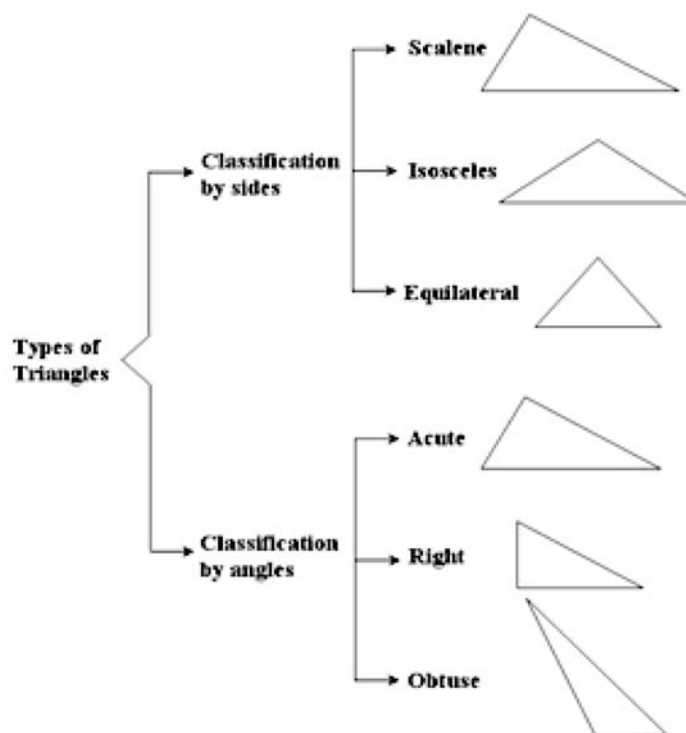 Types of
Triangles
Classification
by sides
Scalene
Isosceles
Equilateral
Classification
by angles
Acute
Right
Obtuse